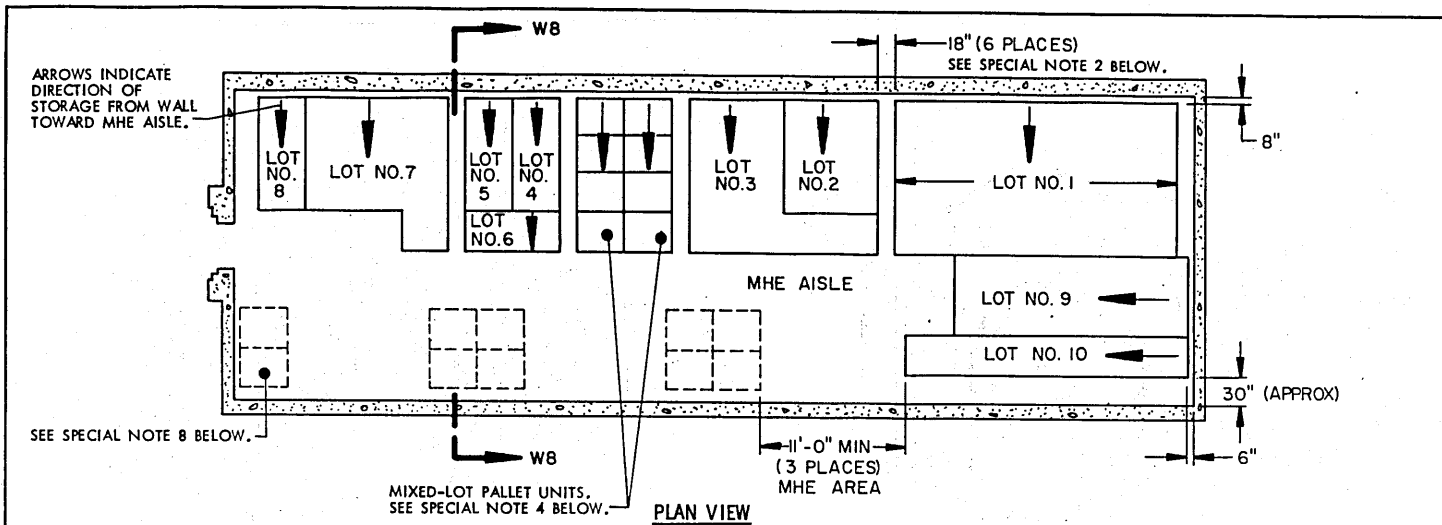 W8
18" (6 PLACES)
SEE SPECIAL NOTE 2 BELOW.
ARROWS INDICATE
DIRECTION OF
STORAGE FROM WALL
TOWARD MHE AISLE.
8"
LOT
NO.
8
LOT NO.7
LOT
NO.
5
LOT
NO.
4
LOT
NO.6
LOT
NO.3
LOT
NO.2
LOT NO.1
MHE AISLE
LOT NO. 9
LOT NO. 10
30" (APPROX)
SEE SPECIAL NOTE 8 BELOW.
W8
11'-0" MIN
(3 PLACES)
MHE AREA
6"
MIXED-LOT PALLET UNITS.
SEE SPECIAL NOTE 4 BELOW.
PLAN VIEW